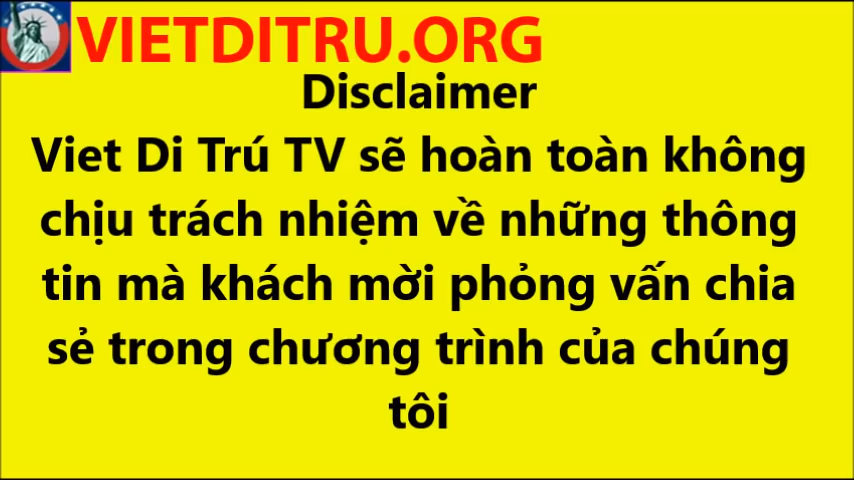 VIETDITRU.ORG
Disclaimer
Viet Di Trú TV sẽ hoàn toàn không
chịu trách nhiệm về những thông
tin mà khách mời phỏng vấn chia
sẻ trong chương trình của chúng
tôi